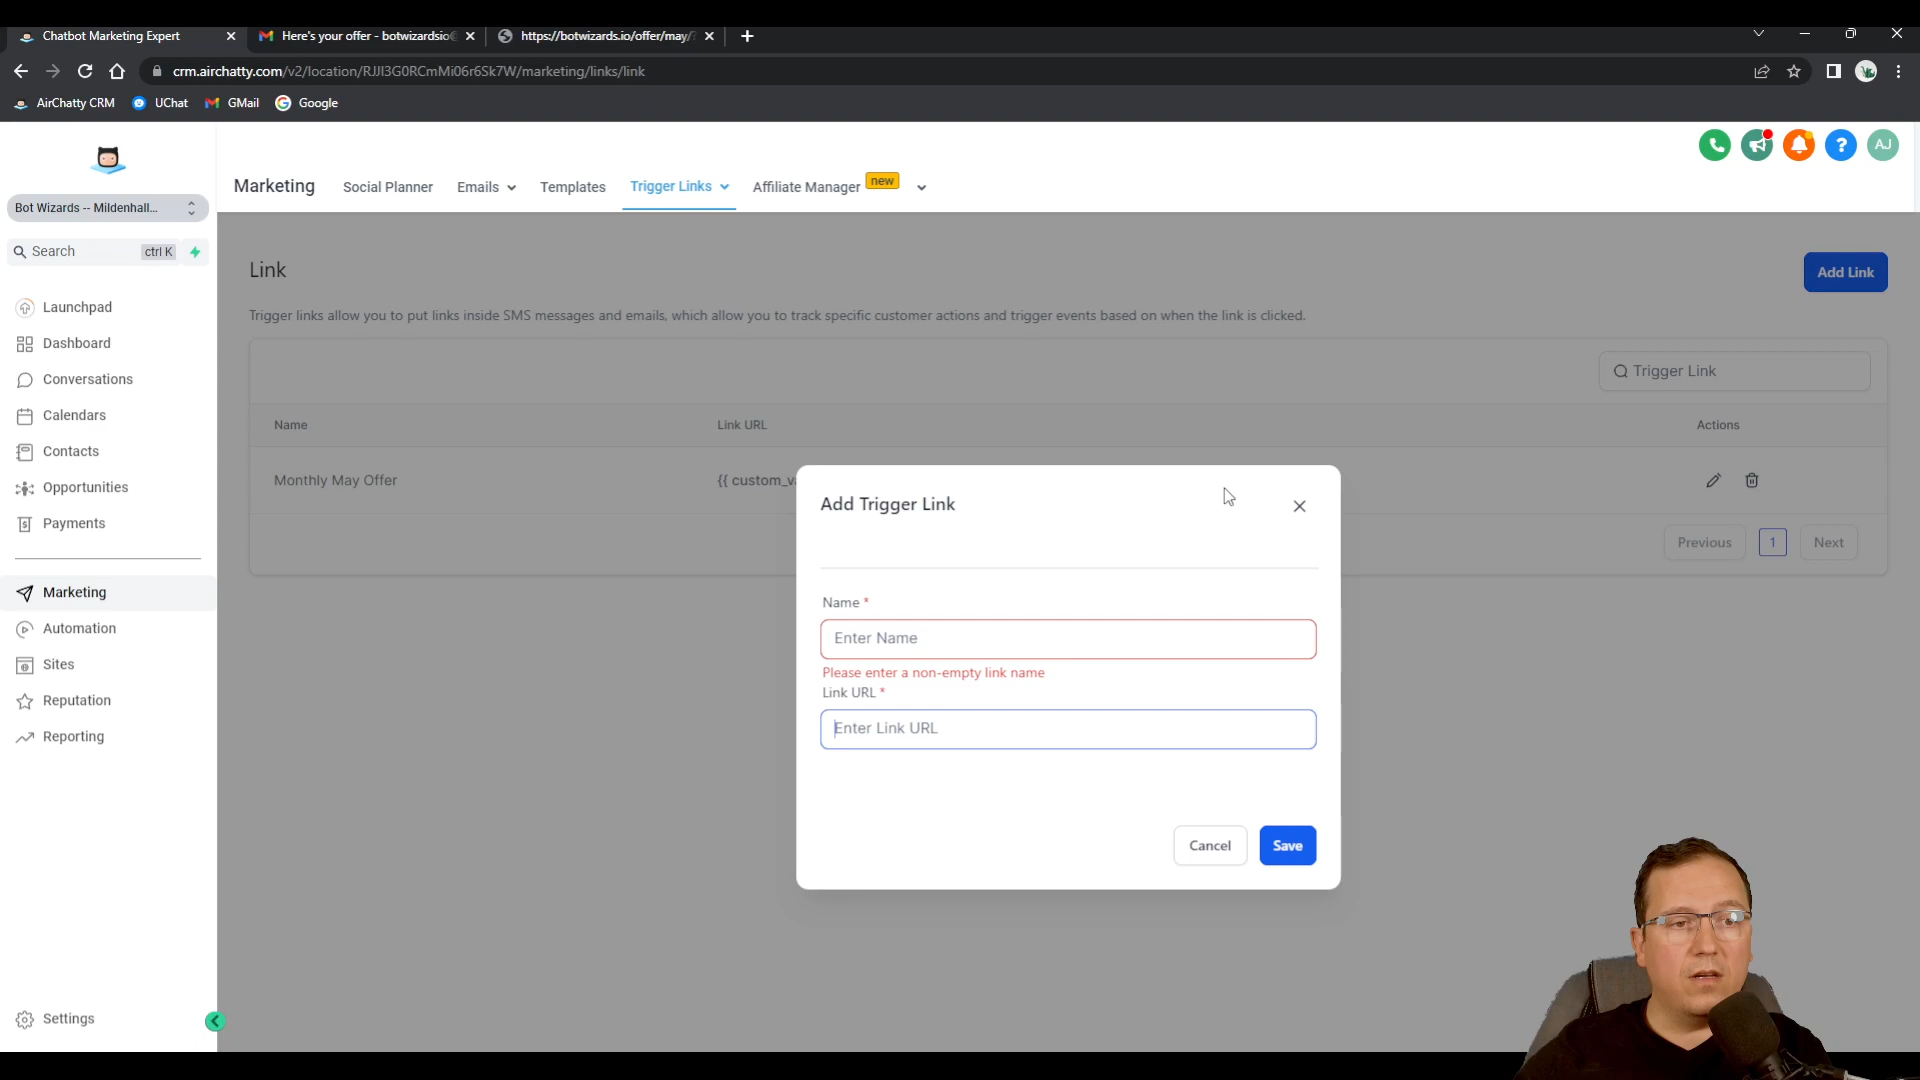 Chatbot Marketing Expert
Here's your offer - botwizardsio
https://botwizards.io/offer/may/
crm.airchatty.com/v2/location/RJJI3G0RCmMi06r6Sk7W/marketing/links/link
AirChatty CRM UChat GMail Google
AJ
Marketing Social Planner Emails Templates Trigger Links Affiliate Manager new
Bot Wizards -- Mildenhall...
Search ctrl K
Launchpad
Dashboard
Conversations
Calendars
Contacts
Opportunities
Payments
Marketing
Automation
Sites
Reputation
Reporting
Settings
Link
Add Link
Trigger links allow you to put links inside SMS messages and emails, which allow you to track specific customer actions and trigger events based on when the link is clicked.
Trigger Link
Name Link URL Actions
Monthly May Offer {{ custom_va
Previous 1 Next
Add Trigger Link
Name *
Enter Name
Please enter a non-empty link name
Link URL *
Enter Link URL
Cancel Save